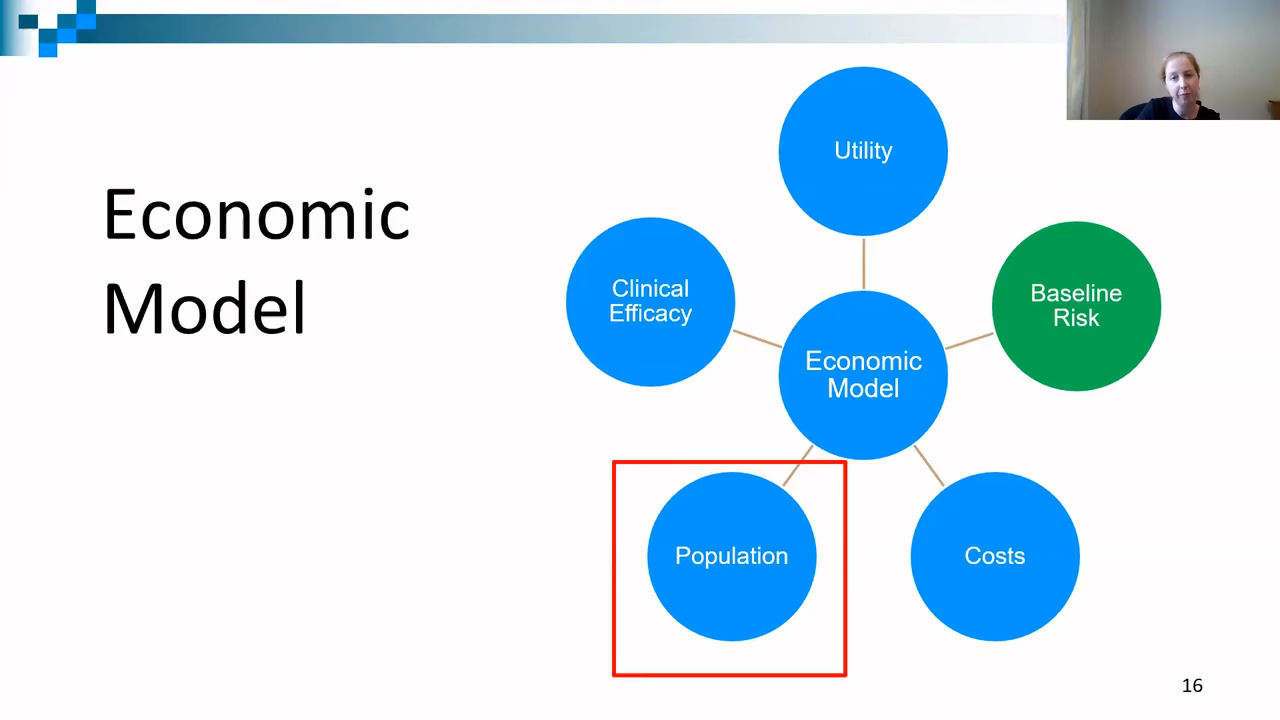 Economic
Model
Utility
Clinical
Efficacy
Baseline
Risk
Economic
Model
Population
Costs
16